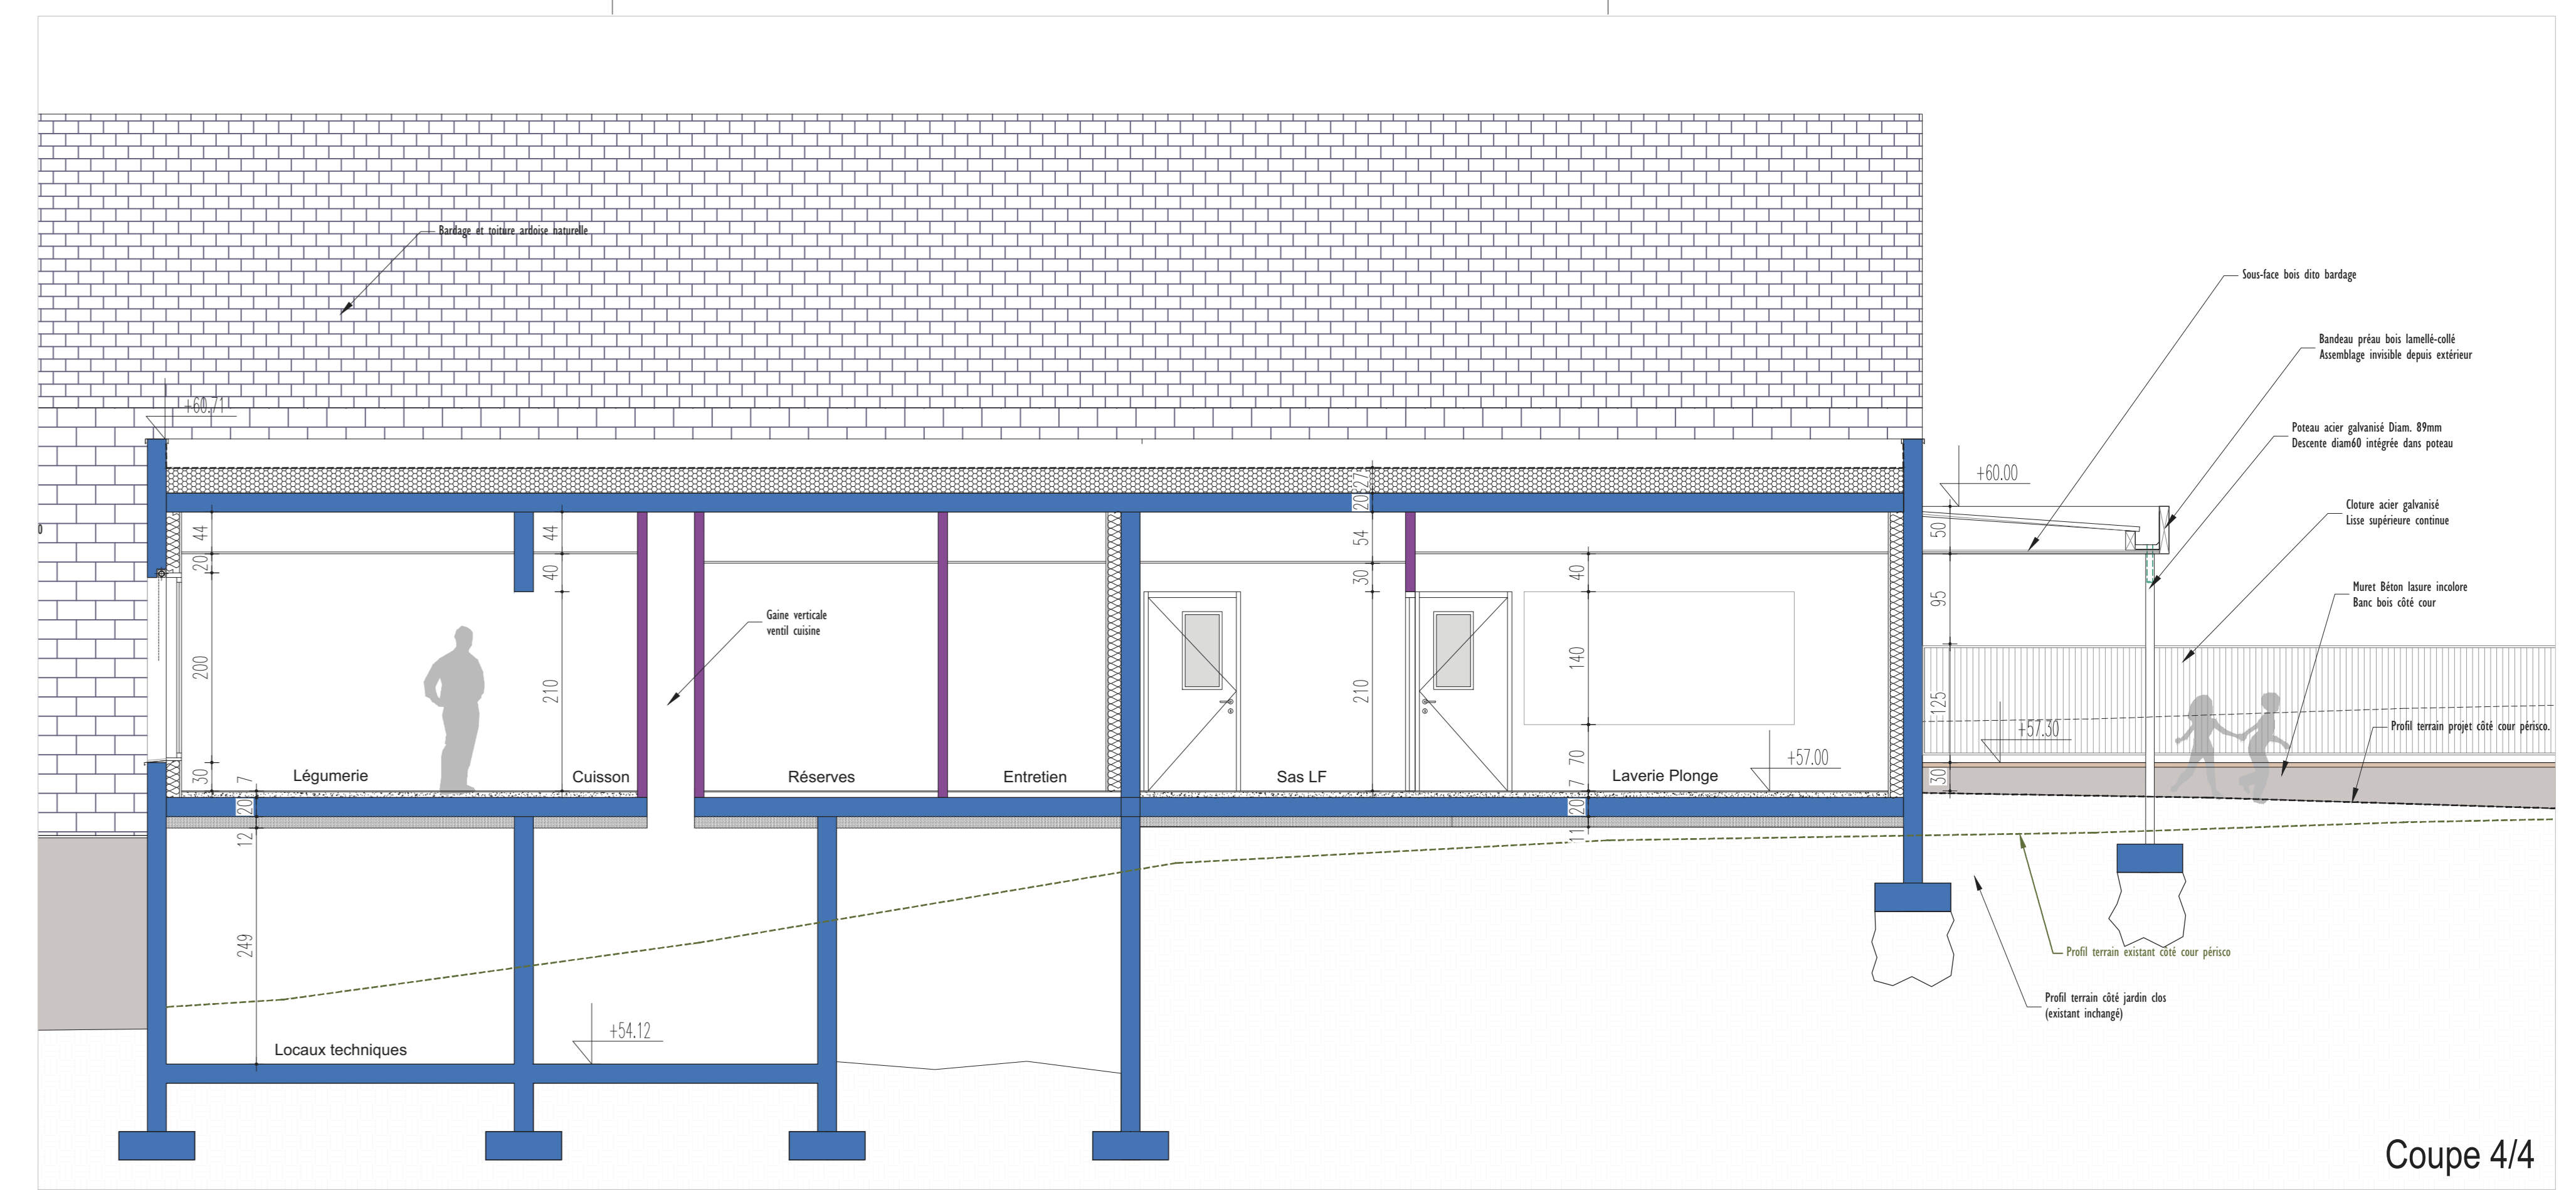 Bardage et toiture ardoise naturelle
Sous-face bois dito bardage
Bandeau préau bois lamellé-collé
Assemblage invisible depuis extérieur
+60.71
Poteau acier galvanisé Diam. 89mm
Descente diam60 intégrée dans poteau
+60.00
27
20
Cloture acier galvanisé
Lisse supérieure continue
44
44
54
50
20
40
30
40
95
Muret Béton lasure incolore
Banc bois côté cour
Gaine verticale
ventil cuisine
200
210
210
140
125
+57.30
Profil terrain projet côté cour périsco.
30
7
Légumerie
Cuisson
Réserves
Entretien
Sas LF
7
70
Laverie Plonge
+57.00
30
20
20
12
11
249
Profil terrain existant côté cour périsco
Profil terrain côté jardin clos
(existant inchangé)
+54.12
Locaux techniques
Coupe 4/4